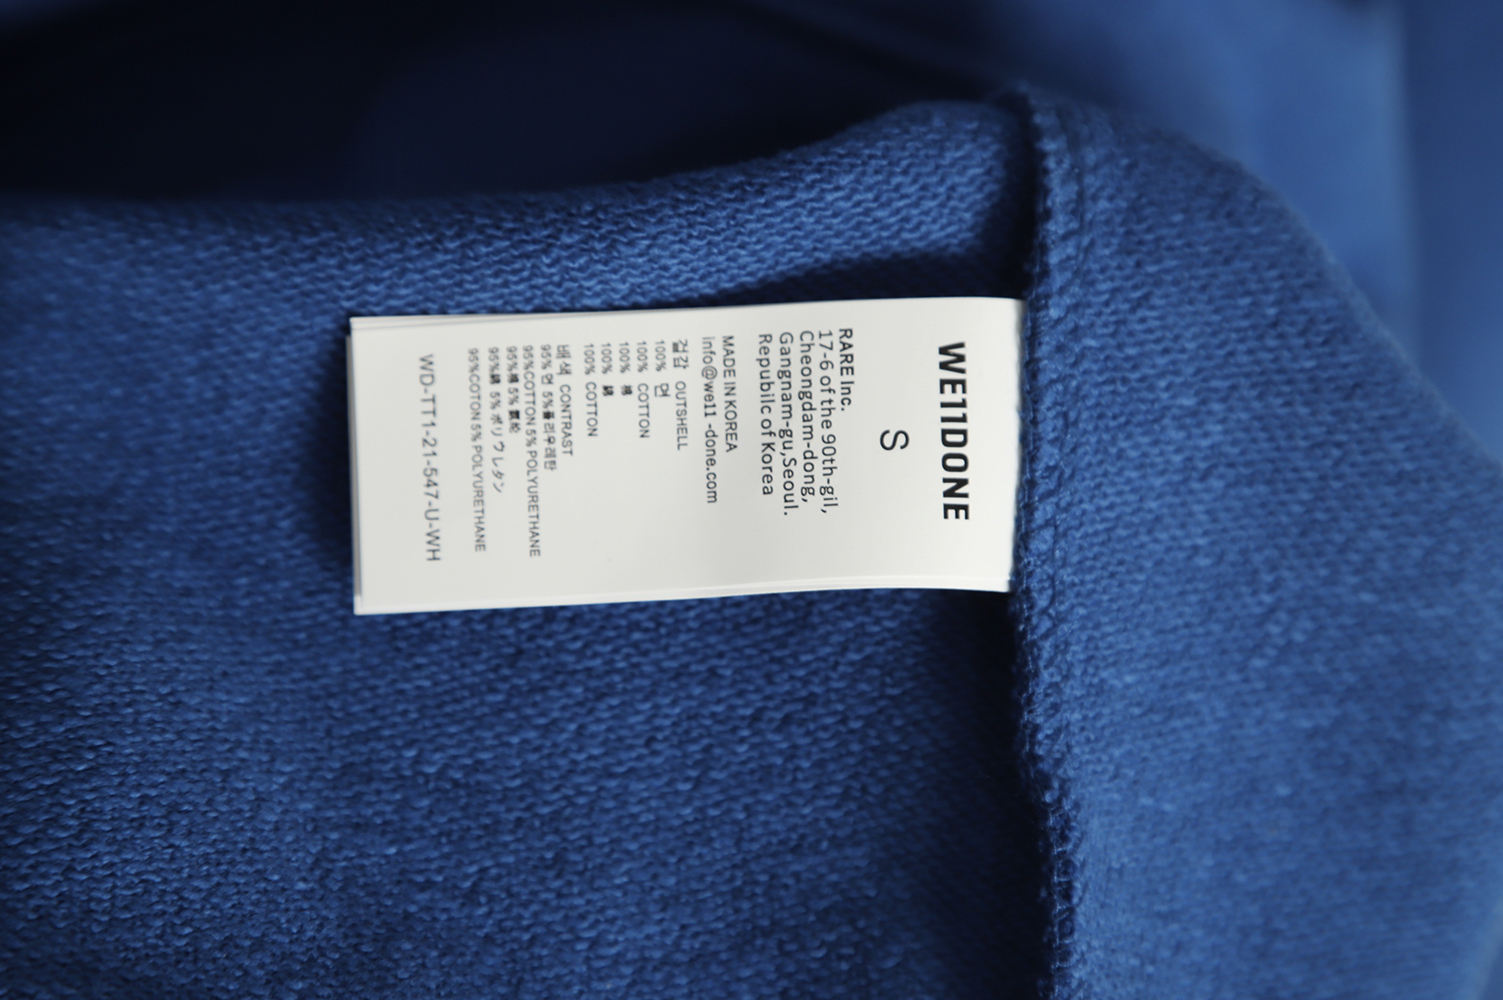 WE11DONE
S
RARE Inc.
17-6 of the 90th-gil,
Cheongdam-dong,
Gangnam-gu,Seoul.
Repubilc of Korea
MADE IN KOREA
info@we11 -done.com
겉감 OUTSHELL
100% 면
100% COTTON
100% 棉
100% 綿
100% COTTON
배색 CONTRAST
95% 면 5%폴리우레탄
95%COTTON 5% POLYURETHANE
95%棉 5%
95%綿 5% ポリウレタン
95%COTON 5% POLYURETHANE
WD-TT1-21-547-U-WH